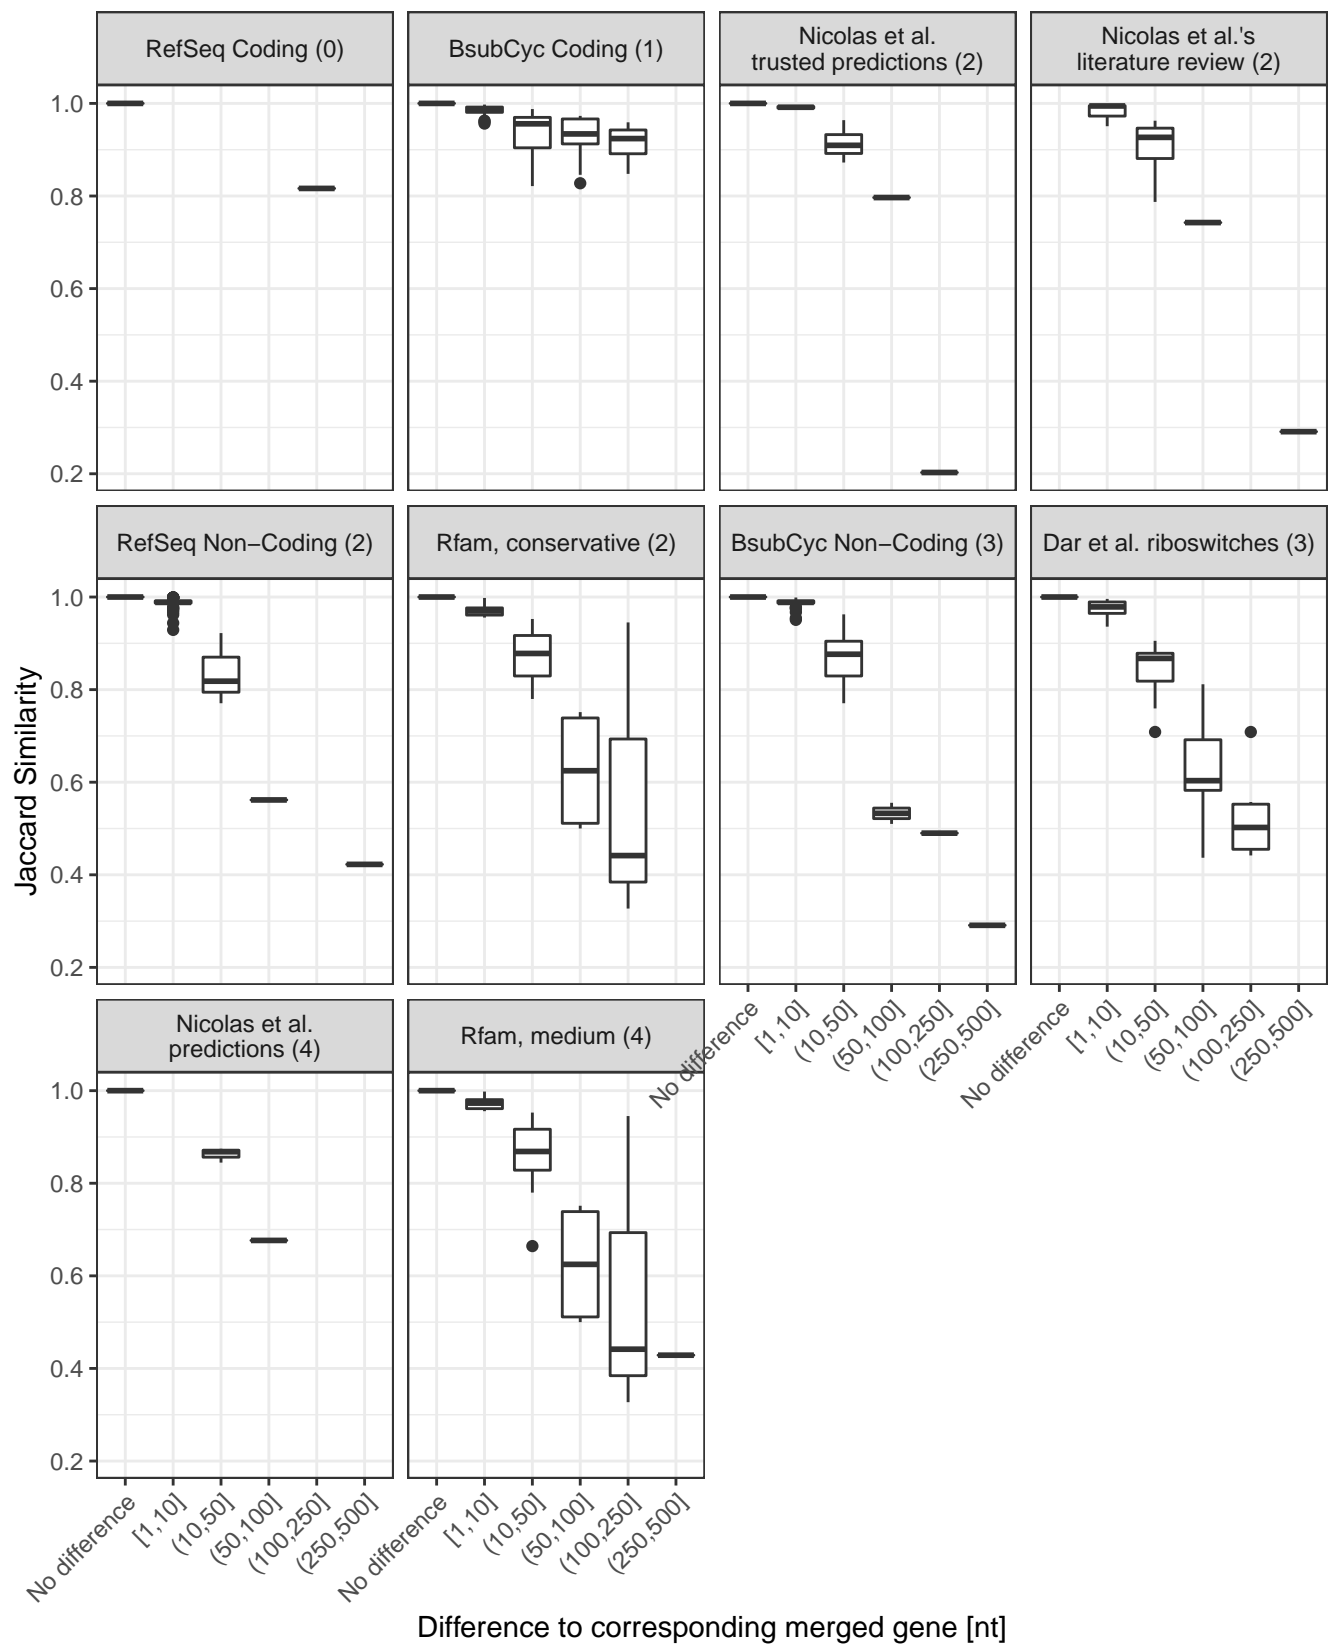 RefSeq Coding (0)
BsubCyc Coding (1)
Nicolas et al.
trusted predictions (2)
Nicolas et al.'s
literature review (2)
1.0
0.8
0.6
0.4
0.2
RefSeq Non−Coding (2)
Rfam, conservative (2)
BsubCyc Non−Coding (3)
Dar et al. riboswitches (3)
1.0
0.8
0.6
0.4
0.2
Jaccard Similarity
No difference
[1,10]
(10,50]
(50,100]
(100,250]
(250,500]
No difference
[1,10]
(10,50]
(50,100]
(100,250]
(250,500]
Nicolas et al.
predictions (4)
Rfam, medium (4)
1.0
0.8
0.6
0.4
0.2
No difference
[1,10]
(10,50]
(50,100]
(100,250]
(250,500]
No difference
[1,10]
(10,50]
(50,100]
(100,250]
(250,500]
Difference to corresponding merged gene [nt]